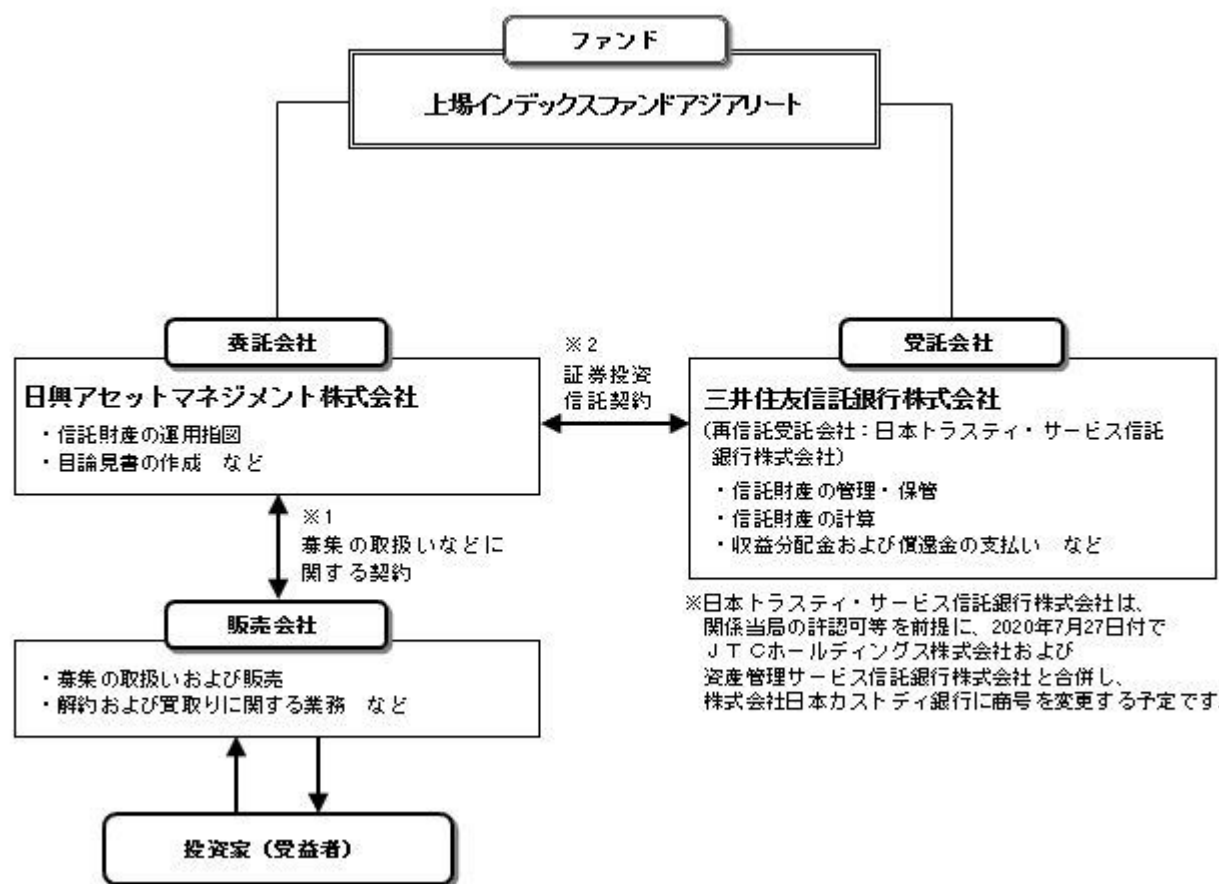 ファンド
上場インデックスファンドアジアリート
委託会社
日興アセットマネジメント株式会社
・信託財産の運用指図
・目論見書の作成 など
※2
証券投資
信託契約
受託会社
三井住友信託銀行株式会社
(再信託受託会社:日本トラスティ・サービス信託
銀行株式会社)
・信託財産の管理・保管
・信託財産の計算
・収益分配金および償還金の支払い など
※1
募集の取扱いなどに
関する契約
※日本トラスティ・サービス信託銀行株式会社は、
関係当局の許認可等を前提に、2020年7月27日付で
JTCホールディングス株式会社および
資産管理サービス信託銀行株式会社と合併し、
株式会社日本カストディ銀行に商号を変更する予定です
販売会社
・募集の取扱いおよび販売
・解約および買取りに関する業務 など
投資家(受益者)